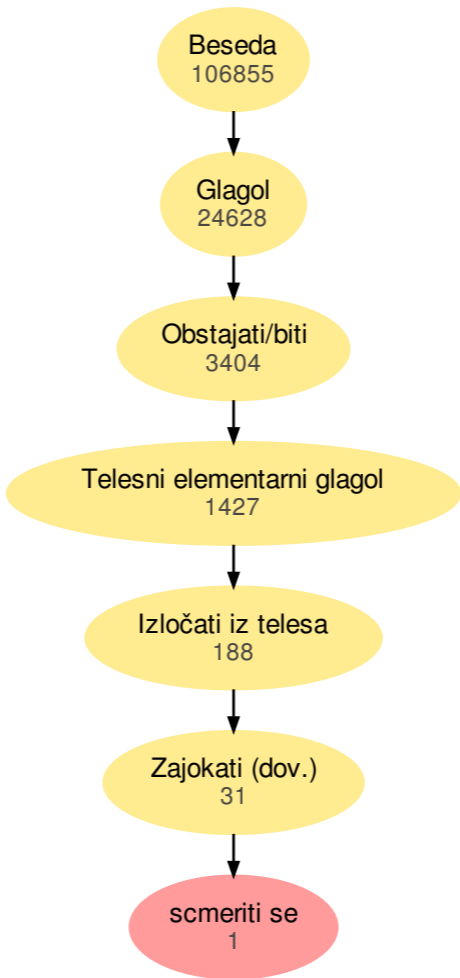 Beseda
106855
Glagol
24628
Obstajati/biti
3404
Telesni elementarni glagol
1427
Izločati iz telesa
188
Zajokati (dov.)
31
scmeriti se
1